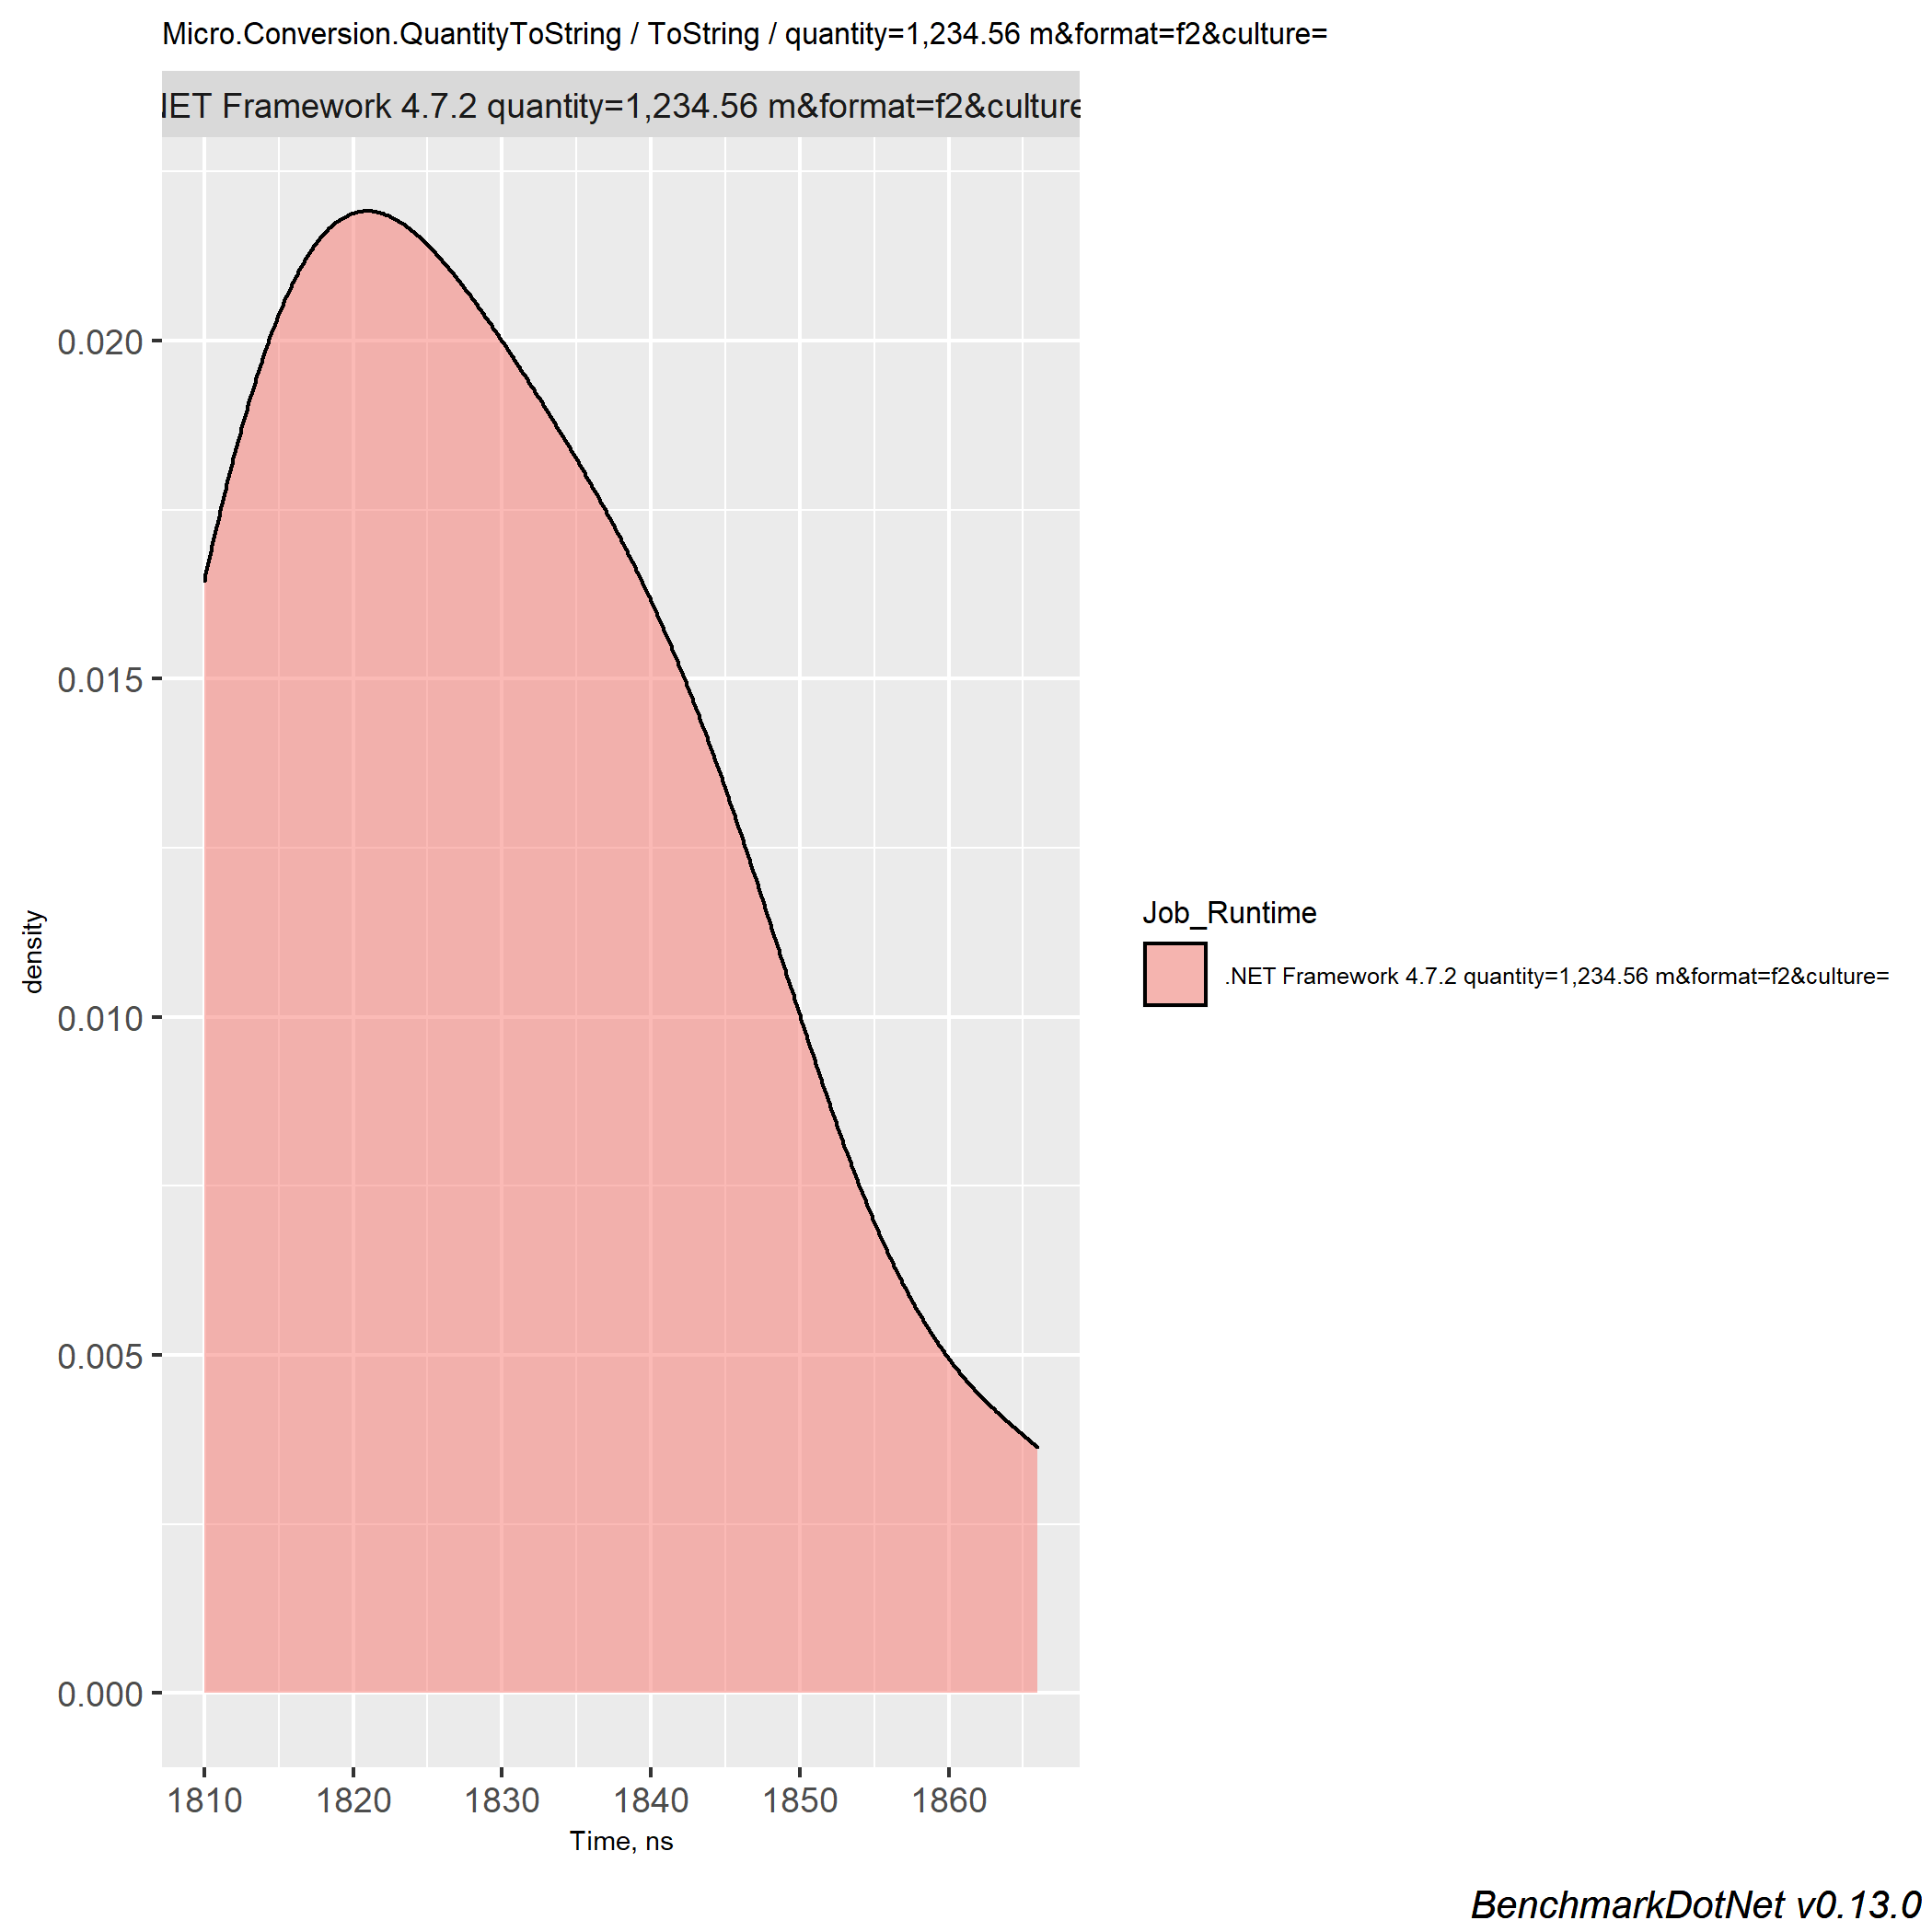 Micro.Conversion.QuantityToString / ToString / quantity=1,234.56 m&format=f2&culture=
NET Framework 4.7.2 quantity=1,234.56 m&format=f2&culture
0.020
0.015
0.010
0.005
0.000
density
1810 1820 1830 1840 1850 1860
Time, ns
Job_Runtime
.NET Framework 4.7.2 quantity=1,234.56 m&format=f2&culture=
BenchmarkDotNet v0.13.0